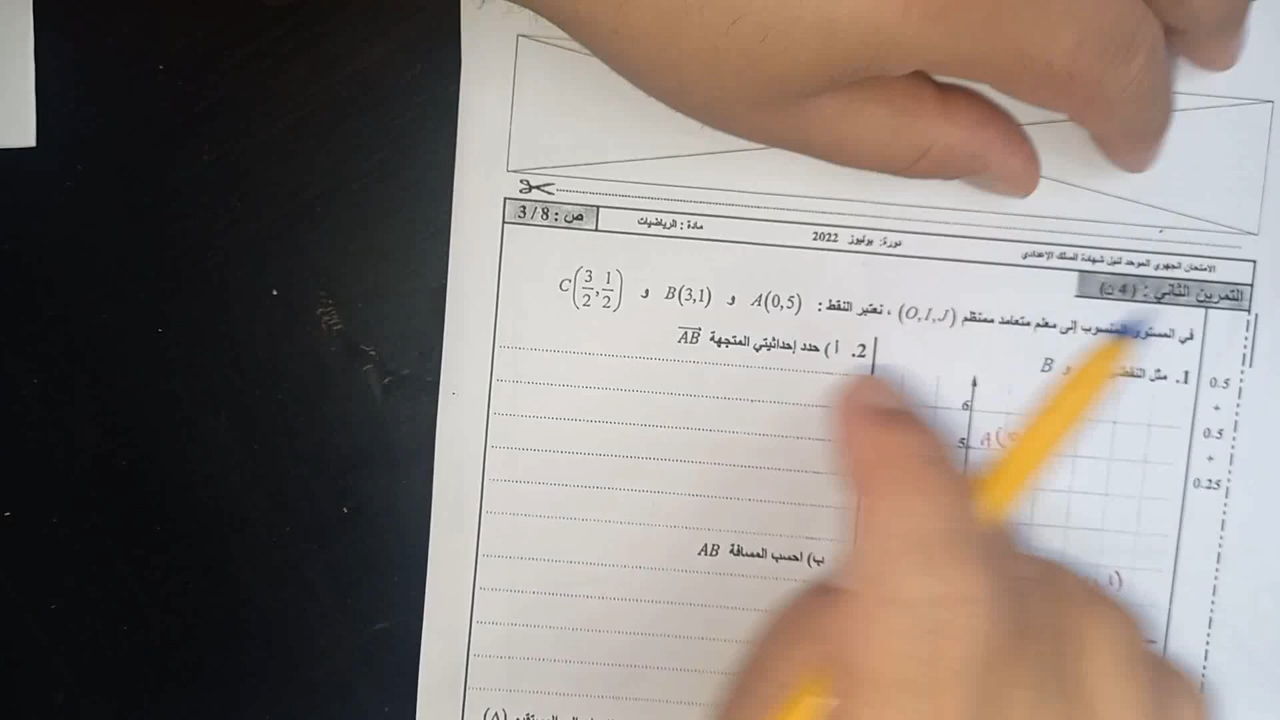 ص : 3/8
مادة : الرياضيات
دورة: يوليوز 2022
الامتحان الجهوي الموحد لنيل شهادة السلك الإعدادي
التمرين الثاني : ( 4 ن)
في المستوى المنسوب إلى معلم متعامد ممنظم (O,I,J) ، نعتبر النقط : A(0,5) و B(3,1) و C(3/2, 1/2)
1. مثل النقط و B
0.5
+
0.5
+
0.25
6
5
2. أ ) حدد إحداثيتي المتجهة AB
ب) احسب المسافة AB